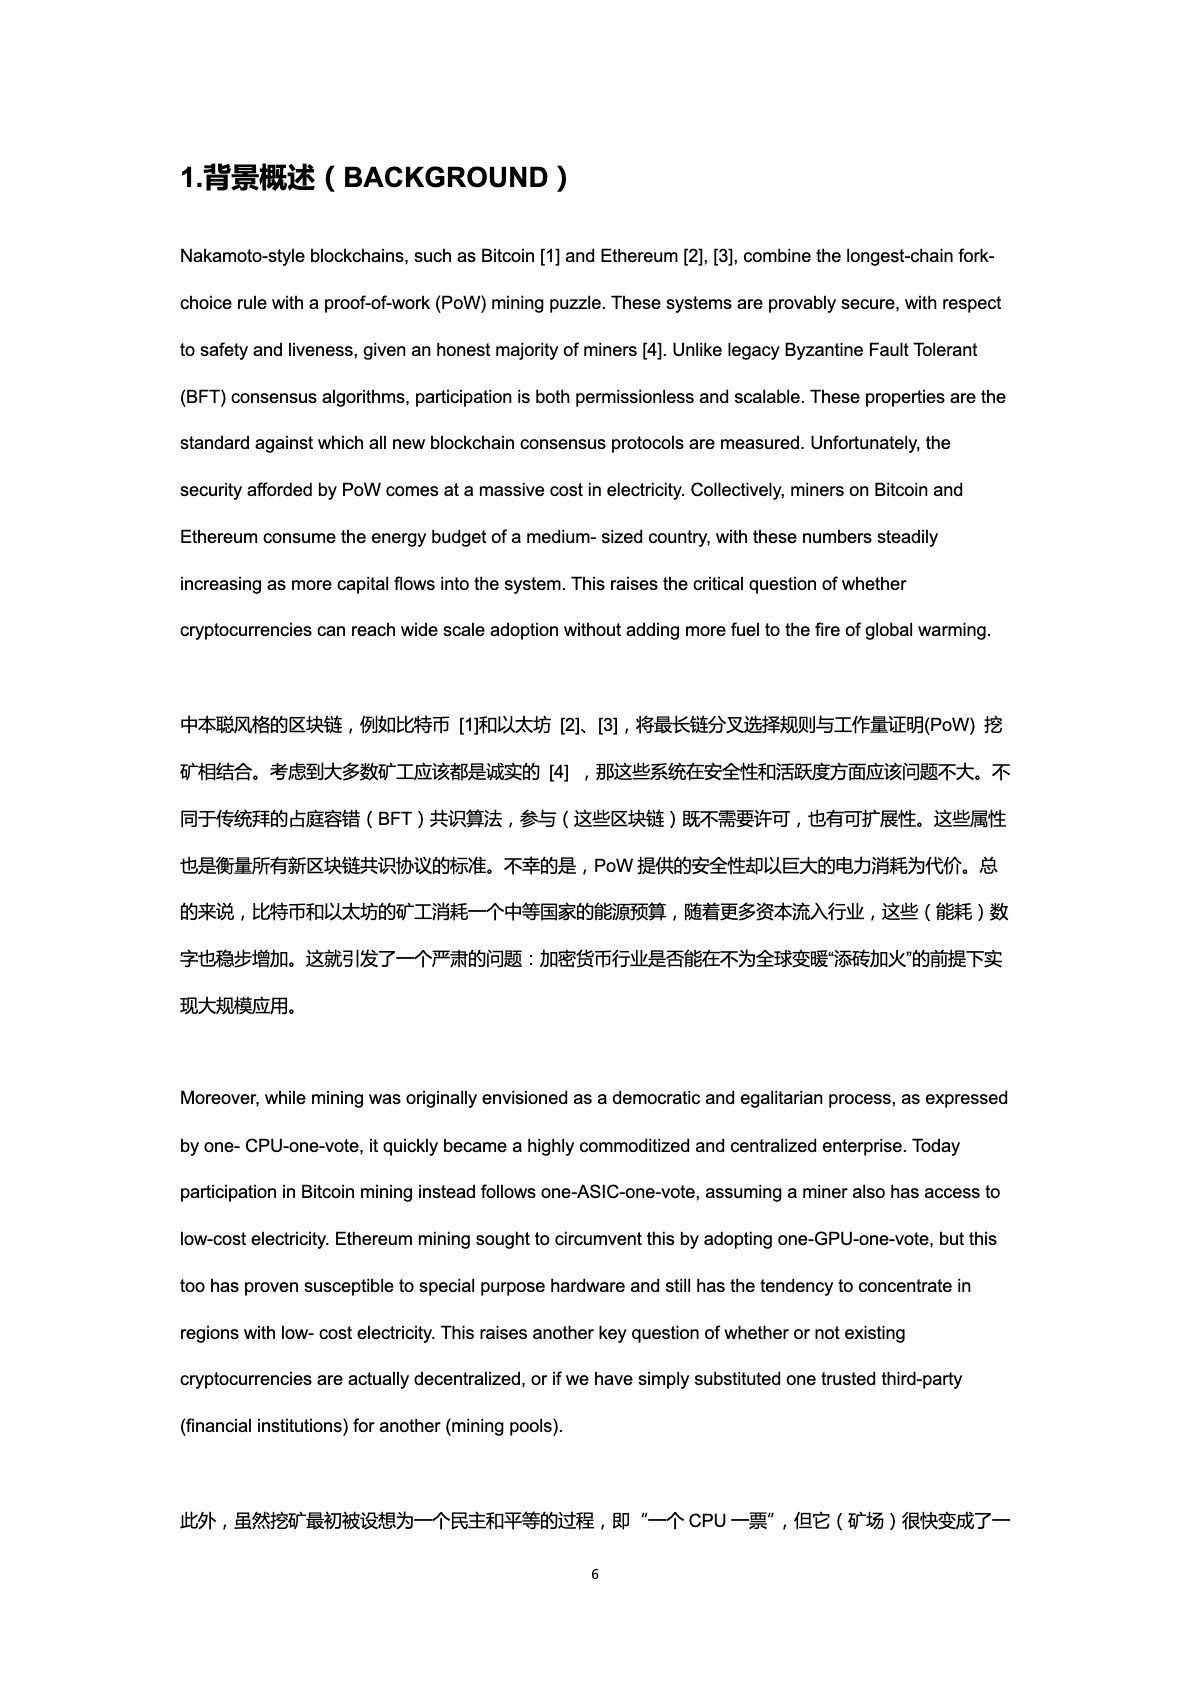 1.背景概述（BACKGROUND）
Nakamoto-style blockchains, such as Bitcoin [1] and Ethereum [2], [3], combine the longest-chain fork-
choice rule with a proof-of-work (PoW) mining puzzle. These systems are provably secure, with respect
to safety and liveness, given an honest majority of miners [4]. Unlike legacy Byzantine Fault Tolerant
(BFT) consensus algorithms, participation is both permissionless and scalable. These properties are the
standard against which all new blockchain consensus protocols are measured. Unfortunately, the
security afforded by PoW comes at a massive cost in electricity. Collectively, miners on Bitcoin and
Ethereum consume the energy budget of a medium- sized country, with these numbers steadily
increasing as more capital flows into the system. This raises the critical question of whether
cryptocurrencies can reach wide scale adoption without adding more fuel to the fire of global warming.
中本聪风格的区块链，例如比特币 [1]和以太坊 [2]、[3]，将最长链分叉选择规则与工作量证明(PoW) 挖
矿相结合。考虑到大多数矿工应该都是诚实的 [4] ，那这些系统在安全性和活跃度方面应该问题不大。不
同于传统拜的占庭容错（BFT）共识算法，参与（这些区块链）既不需要许可，也有可扩展性。这些属性
也是衡量所有新区块链共识协议的标准。不幸的是，PoW 提供的安全性却以巨大的电力消耗为代价。总
的来说，比特币和以太坊的矿工消耗一个中等国家的能源预算，随着更多资本流入行业，这些（能耗）数
字也稳步增加。这就引发了一个严肃的问题：加密货币行业是否能在不为全球变暖“添砖加火”的前提下实
现大规模应用。
Moreover, while mining was originally envisioned as a democratic and egalitarian process, as expressed
by one- CPU-one-vote, it quickly became a highly commoditized and centralized enterprise. Today
participation in Bitcoin mining instead follows one-ASIC-one-vote, assuming a miner also has access to
low-cost electricity. Ethereum mining sought to circumvent this by adopting one-GPU-one-vote, but this
too has proven susceptible to special purpose hardware and still has the tendency to concentrate in
regions with low- cost electricity. This raises another key question of whether or not existing
cryptocurrencies are actually decentralized, or if we have simply substituted one trusted third-party
(financial institutions) for another (mining pools).
此外，虽然挖矿最初被设想为一个民主和平等的过程，即 “一个 CPU 一票”，但它（矿场）很快变成了一
6